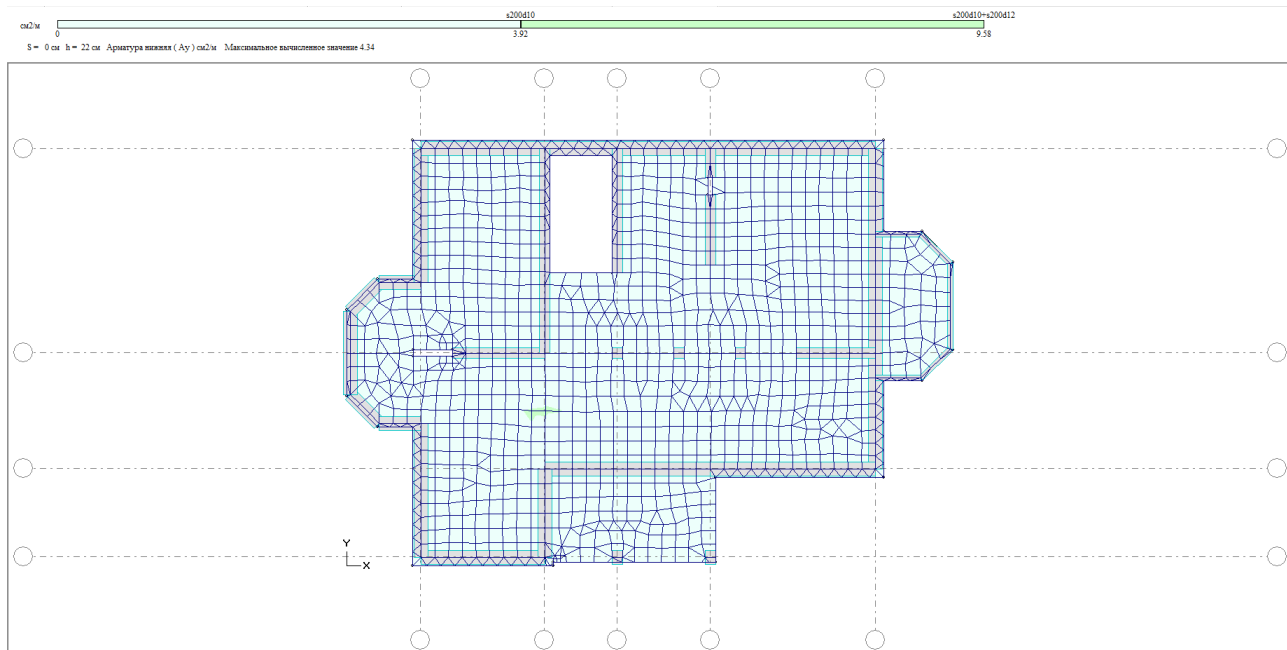 s200d10 s200d10+s200d12
см2/м
0 3.92 9.58
S = 0 см h = 22 см Арматура нижняя ( Ay ) см2/м Максимальное вычисленное значение 4.34
Y
X